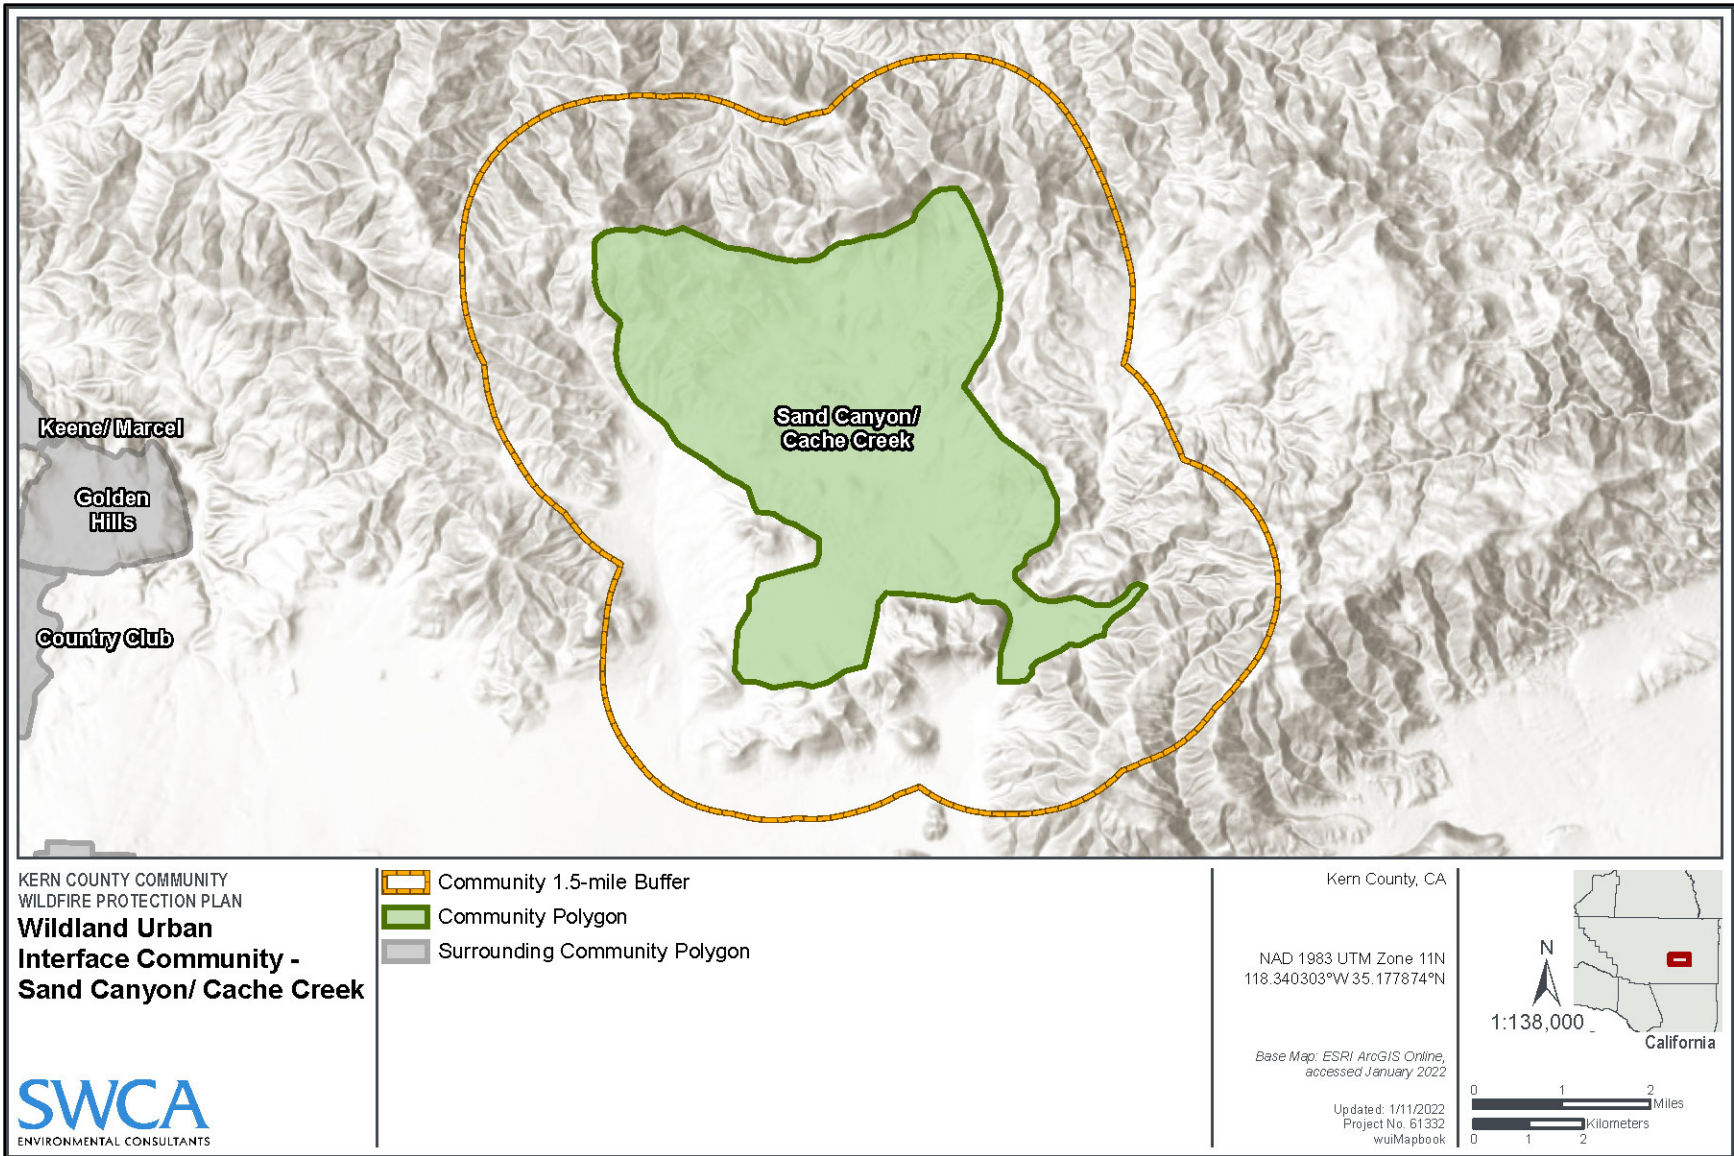 Keene/ Marcel
Golden
Hills
Country Club
Sand Canyon/
Cache Creek
KERN COUNTY COMMUNITY
WILDFIRE PROTECTION PLAN
Wildland Urban
Interface Community -
Sand Canyon/ Cache Creek
SWCA
ENVIRONMENTAL CONSULTANTS
Community 1.5-mile Buffer
Community Polygon
Surrounding Community Polygon
Kern County, CA
NAD 1983 UTM Zone 11N
118.340303°W 35.177874°N
Base Map: ESRI ArcGIS Online,
accessed January 2022
Updated: 1/11/2022
Project No. 61332
wuiMapbook
N
1:138,000
California
0 1 2
Miles
Kilometers
0 1 2